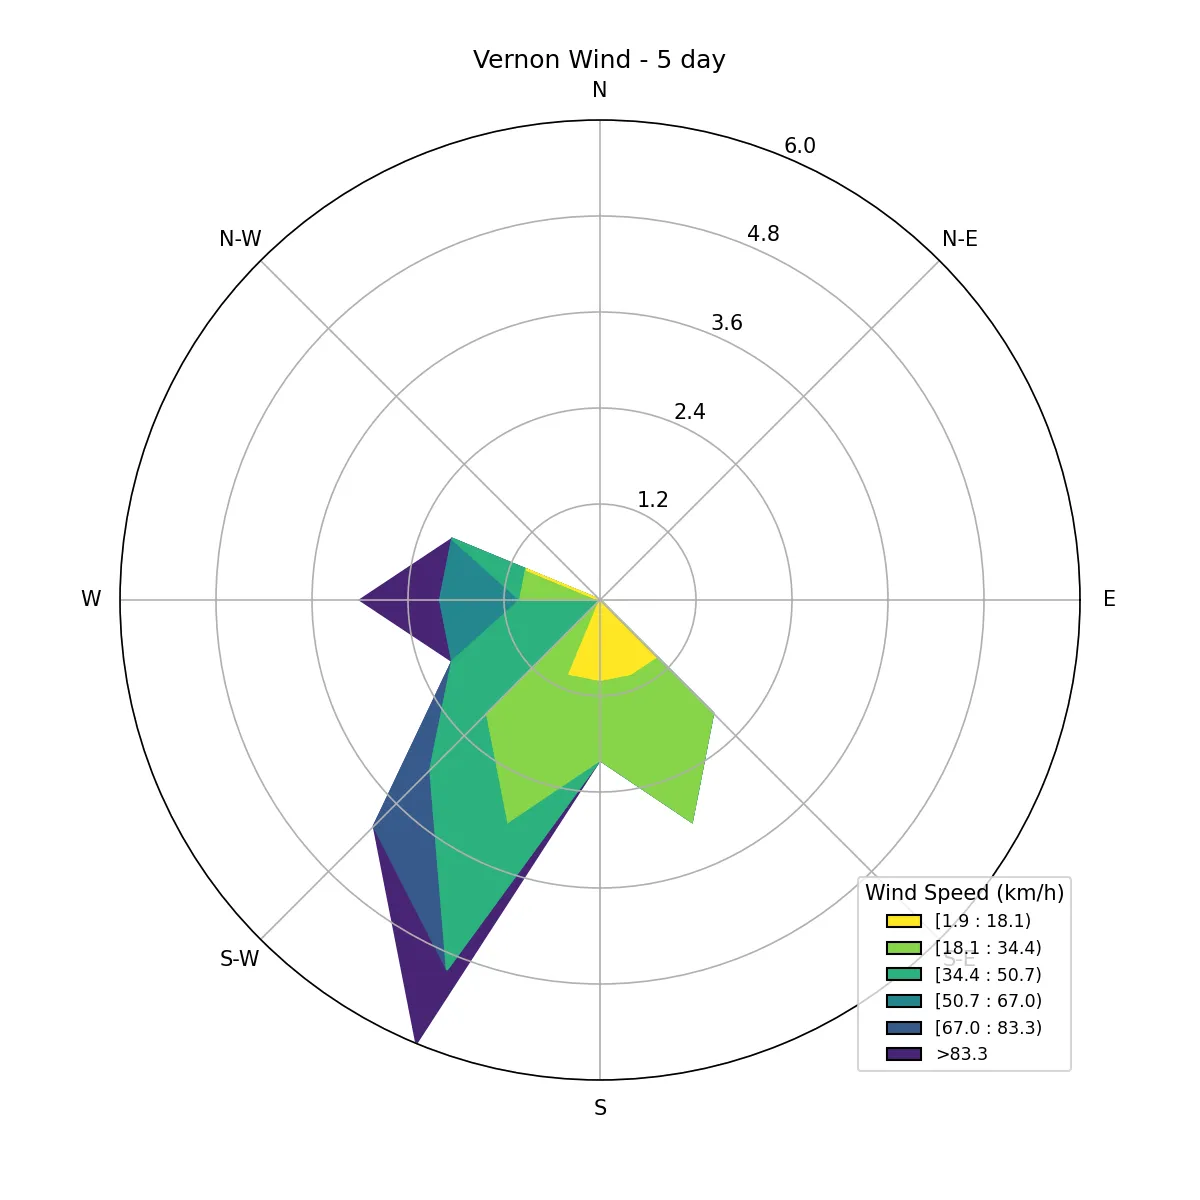 Vernon Wind - 5 day
N
6.0
N-W
N-E
4.8
3.6
2.4
1.2
W
E
S-W
S-E
Wind Speed (km/h)
[1.9 : 18.1)
[18.1 : 34.4)
[34.4 : 50.7)
[50.7 : 67.0)
[67.0 : 83.3)
>83.3
S